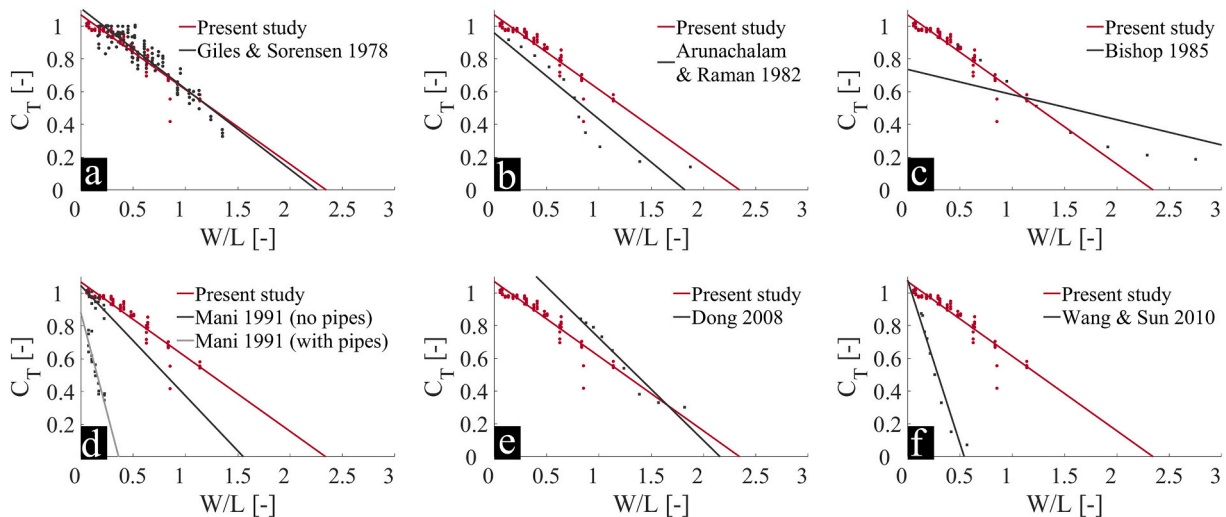 Present study
Giles & Sorensen 1978
1
0.8
0.6
0.4
0.2
0
C_T [-]
a
0 0.5 1 1.5 2 2.5 3
W/L [-]
Present study
Arunachalam
& Raman 1982
1
0.8
0.6
0.4
0.2
0
C_T [-]
b
0 0.5 1 1.5 2 2.5 3
W/L [-]
Present study
Bishop 1985
1
0.8
0.6
0.4
0.2
0
C_T [-]
c
0 0.5 1 1.5 2 2.5 3
W/L [-]
Present study
Mani 1991 (no pipes)
Mani 1991 (with pipes)
1
0.8
0.6
0.4
0.2
C_T [-]
d
0 0.5 1 1.5 2 2.5 3
W/L [-]
Present study
Dong 2008
1
0.8
0.6
0.4
0.2
0
C_T [-]
e
0 0.5 1 1.5 2 2.5 3
W/L [-]
Present study
Wang & Sun 2010
1
0.8
0.6
0.4
0.2
0
C_T [-]
f
0 0.5 1 1.5 2 2.5 3
W/L [-]